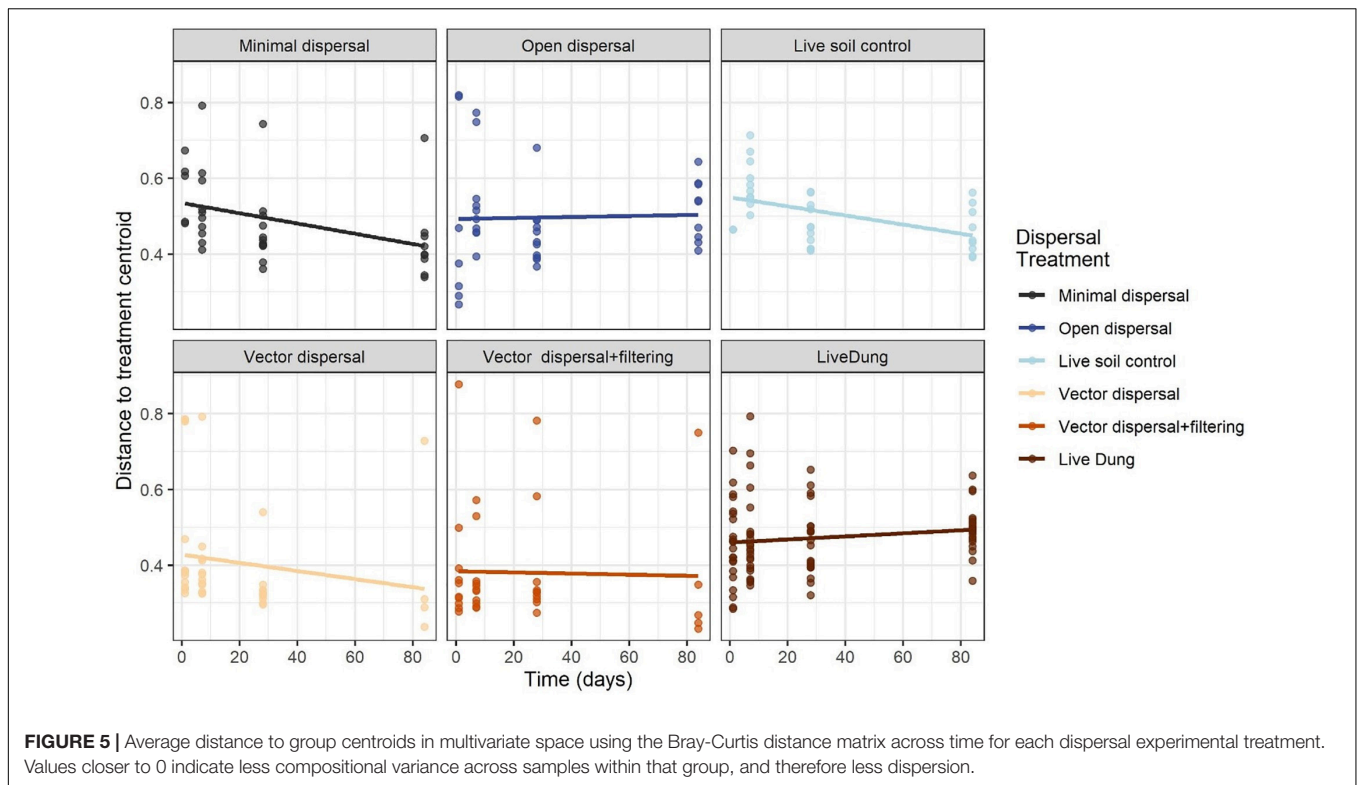 Minimal dispersal
Open dispersal
Live soil control
0.8
0.6
0.4
Distance to treatment centroid
Vector dispersal
Vector dispersal+filtering
LiveDung
0.8
0.6
0.4
0 20 40 60 80
0 20 40 60 80
0 20 40 60 80
Time (days)
Dispersal
Treatment
Minimal dispersal
Open dispersal
Live soil control
Vector dispersal
Vector dispersal+filtering
Live Dung
FIGURE 5 | Average distance to group centroids in multivariate space using the Bray-Curtis distance matrix across time for each dispersal experimental treatment.
Values closer to 0 indicate less compositional variance across samples within that group, and therefore less dispersion.